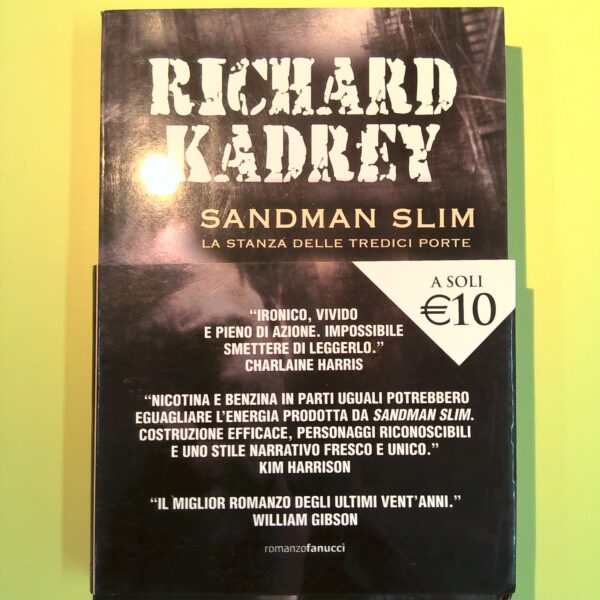 RICHARD
KADREY
SANDMAN SLIM
LA STANZA DELLE TREDICI PORTE
A SOLI
€10
“IRONICO, VIVIDO
E PIENO DI AZIONE. IMPOSSIBILE
SMETTERE DI LEGGERLO.”
CHARLAINE HARRIS
“NICOTINA E BENZINA IN PARTI UGUALI POTREBBERO
EGUAGLIARE L’ENERGIA PRODOTTA DA SANDMAN SLIM.
COSTRUZIONE EFFICACE, PERSONAGGI RICONOSCIBILI
E UNO STILE NARRATIVO FRESCO E UNICO.”
KIM HARRISON
“IL MIGLIOR ROMANZO DEGLI ULTIMI VENT’ANNI.”
WILLIAM GIBSON
romanzofanucci